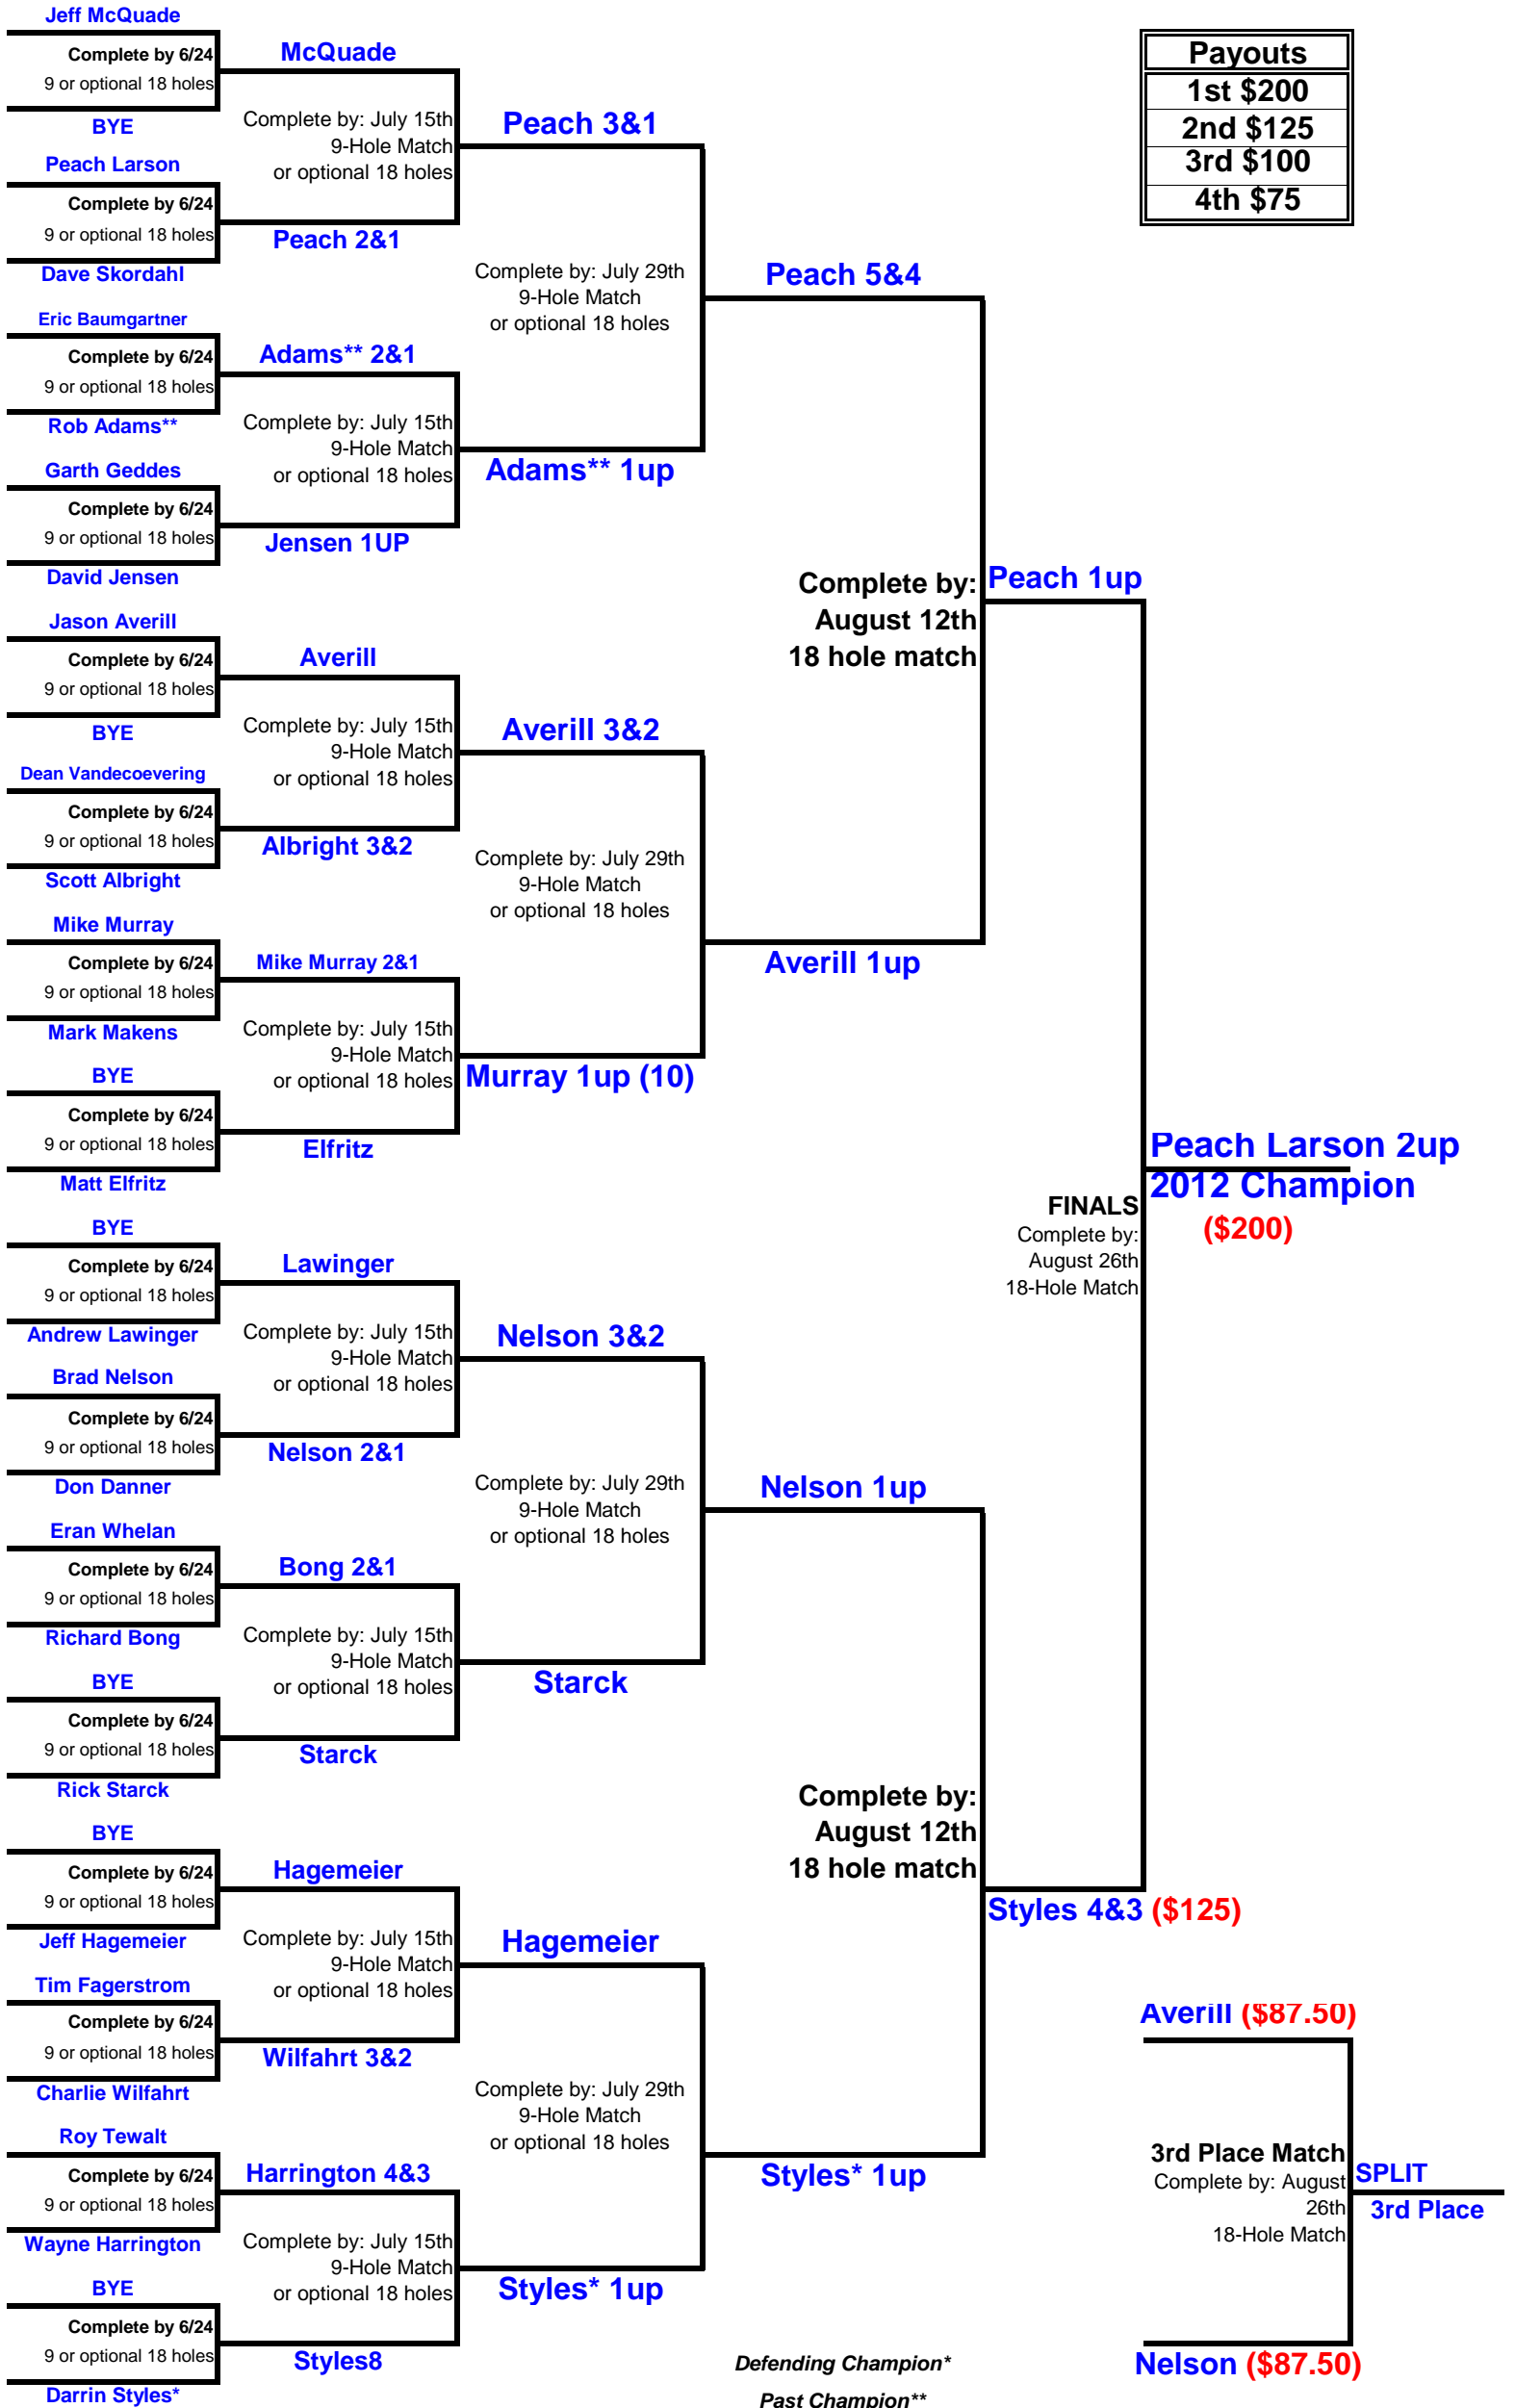 Jeff McQuade
Complete by 6/24
9 or optional 18 holes
BYE
Peach Larson
Complete by 6/24
9 or optional 18 holes
Dave Skordahl
Eric Baumgartner
Complete by 6/24
9 or optional 18 holes
Rob Adams**
Garth Geddes
Complete by 6/24
9 or optional 18 holes
David Jensen
Jason Averill
Complete by 6/24
9 or optional 18 holes
BYE
Dean Vandecoevering
Complete by 6/24
9 or optional 18 holes
Scott Albright
Mike Murray
Complete by 6/24
9 or optional 18 holes
Mark Makens
BYE
Complete by 6/24
9 or optional 18 holes
Matt Elfritz
BYE
Complete by 6/24
9 or optional 18 holes
Andrew Lawinger
Brad Nelson
Complete by 6/24
9 or optional 18 holes
Don Danner
Eran Whelan
Complete by 6/24
9 or optional 18 holes
Richard Bong
BYE
Complete by 6/24
9 or optional 18 holes
Rick Starck
BYE
Complete by 6/24
9 or optional 18 holes
Jeff Hagemeier
Tim Fagerstrom
Complete by 6/24
9 or optional 18 holes
Charlie Wilfahrt
Roy Tewalt
Complete by 6/24
9 or optional 18 holes
Wayne Harrington
BYE
Complete by 6/24
9 or optional 18 holes
Darrin Styles*
McQuade
Complete by: July 15th
9-Hole Match
or optional 18 holes
Peach 2&1
Adams** 2&1
Complete by: July 15th
9-Hole Match
or optional 18 holes
Jensen 1UP
Averill
Complete by: July 15th
9-Hole Match
or optional 18 holes
Albright 3&2
Mike Murray 2&1
Complete by: July 15th
9-Hole Match
or optional 18 holes
Elfritz
Lawinger
Complete by: July 15th
9-Hole Match
or optional 18 holes
Nelson 2&1
Bong 2&1
Complete by: July 15th
9-Hole Match
or optional 18 holes
Starck
Hagemeier
Complete by: July 15th
9-Hole Match
or optional 18 holes
Wilfahrt 3&2
Harrington 4&3
Complete by: July 15th
9-Hole Match
or optional 18 holes
Styles8
Peach 3&1
Complete by: July 29th
9-Hole Match
or optional 18 holes
Adams** 1up
Averill 3&2
Complete by: July 29th
9-Hole Match
or optional 18 holes
Murray 1up (10)
Nelson 3&2
Complete by: July 29th
9-Hole Match
or optional 18 holes
Starck
Hagemeier
Complete by: July 29th
9-Hole Match
or optional 18 holes
Styles* 1up
Peach 5&4
Complete by:
August 12th
18 hole match
Averill 1up
Nelson 1up
Complete by:
August 12th
18 hole match
Styles* 1up
Peach 1up
FINALS
Complete by:
August 26th
18-Hole Match
Styles 4&3 ($125)
Peach Larson 2up
2012 Champion
($200)
Payouts
1st $200
2nd $125
3rd $100
4th $75
Averill ($87.50)
3rd Place Match
Complete by: August
26th
18-Hole Match
Nelson ($87.50)
SPLIT
3rd Place
Defending Champion*
Past Champion**